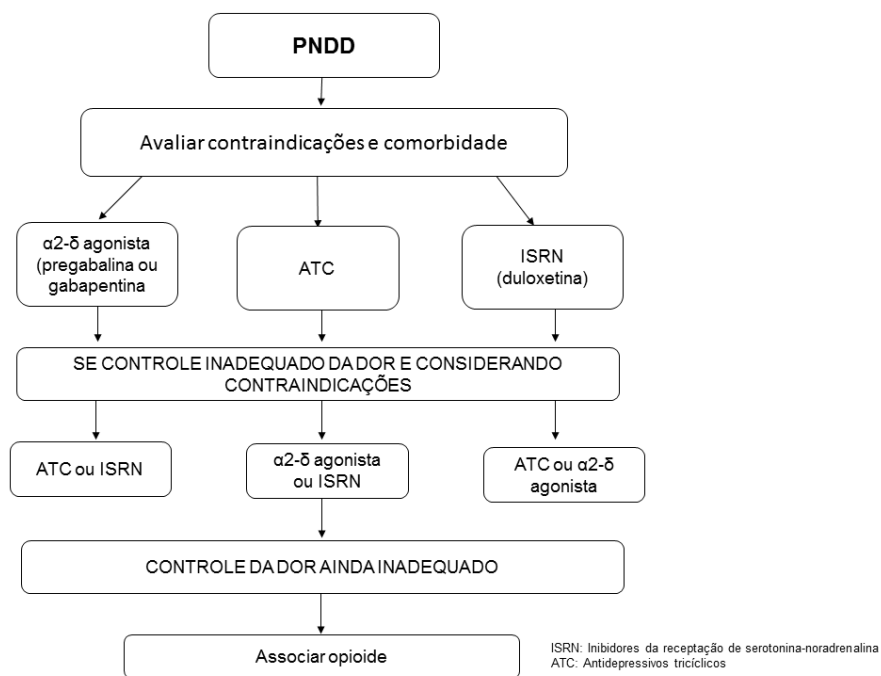 PNDD
Avaliar contraindicações e comorbidade
α2-δ agonista
(pregabalina ou
gabapentina
ATC
ISRN
(duloxetina)
SE CONTROLE INADEQUADO DA DOR E CONSIDERANDO
CONTRAINDICAÇÕES
ATC ou ISRN
α2-δ agonista
ou ISRN
ATC ou α2-δ
agonista
CONTROLE DA DOR AINDA INADEQUADO
Associar opioide
ISRN: Inibidores da receptação de serotonina-noradrenalina
ATC: Antidepressivos tricíclicos